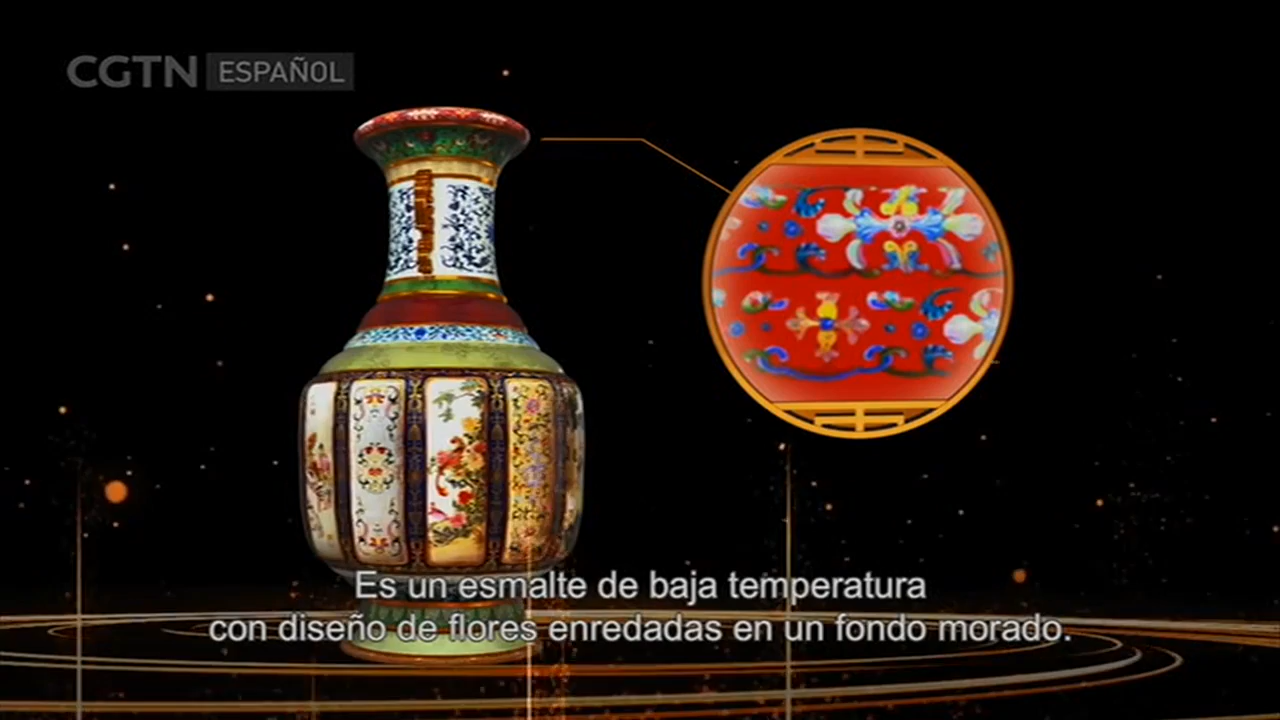 CGTN ESPAÑOL
Es un esmalte de baja temperatura
con diseño de flores enredadas en un fondo morado.